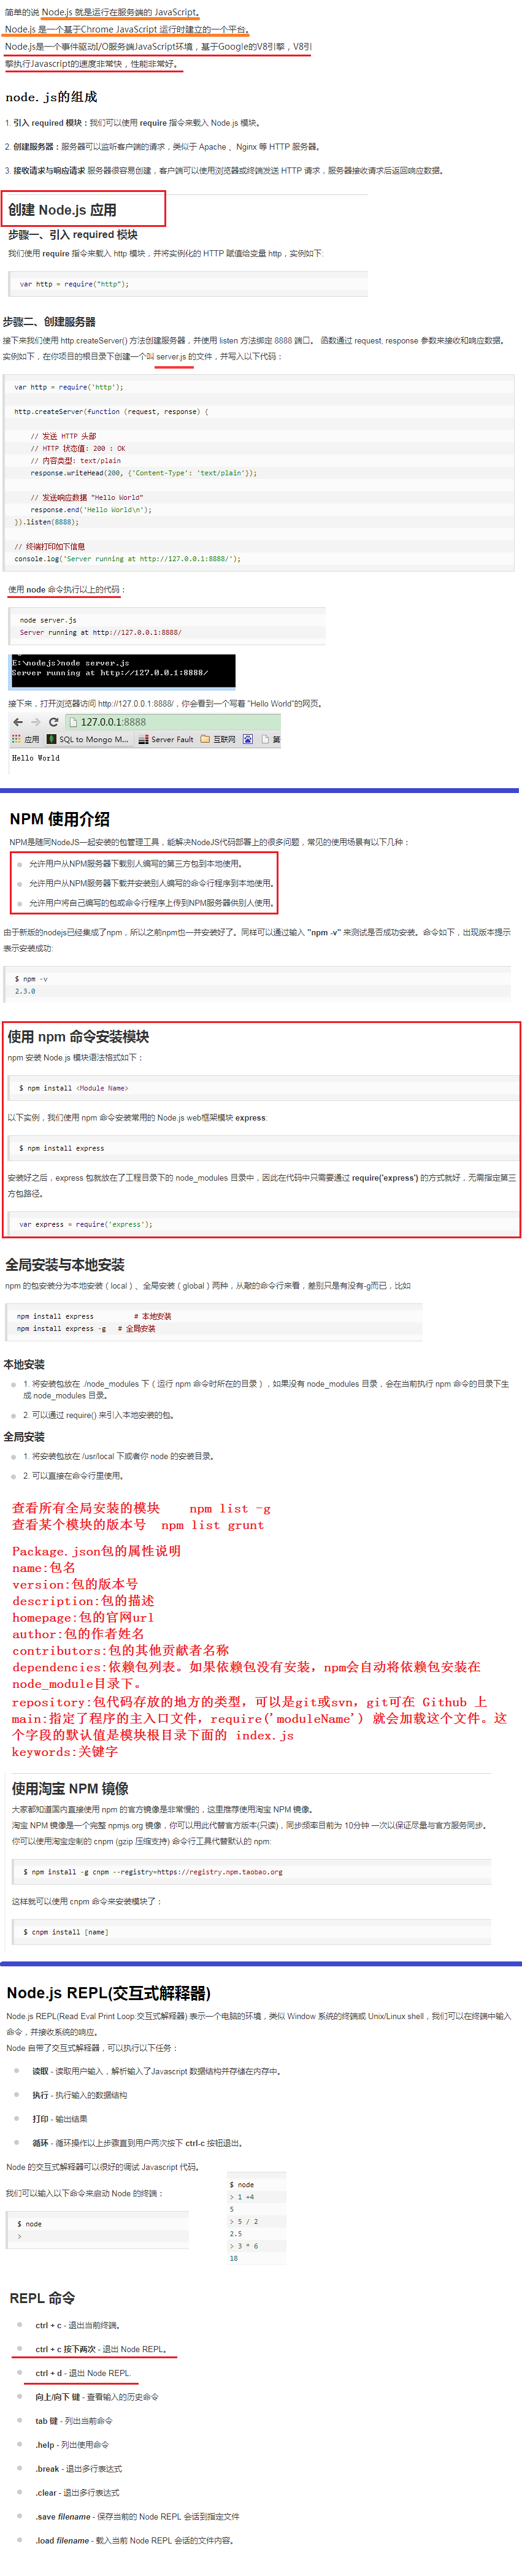 简单的说 Node.js 就是运行在服务端的 JavaScript。
Node.js 是一个基于Chrome JavaScript 运行时建立的一个平台。
Node.js是一个事件驱动I/O服务端JavaScript环境，基于Google的V8引擎，V8引
擎执行Javascript的速度非常快，性能非常好。
node.js的组成
1. 引入 required 模块：我们可以使用 require 指令来载入 Node.js 模块。
2. 创建服务器：服务器可以监听客户端的请求，类似于 Apache 、Nginx 等 HTTP 服务器。
3. 接收请求与响应请求 服务器很容易创建，客户端可以使用浏览器或终端发送 HTTP 请求，服务器接收请求后返回响应数据。
创建 Node.js 应用
步骤一、引入 required 模块
我们使用 require 指令来载入 http 模块，并将实例化的 HTTP 赋值给变量 http，实例如下:
var http = require("http");
步骤二、创建服务器
接下来我们使用 http.createServer() 方法创建服务器，并使用 listen 方法绑定 8888 端口。 函数通过 request, response 参数来接收和响应数据。
实例如下，在你项目的根目录下创建一个叫 server.js 的文件，并写入以下代码：
var http = require('http');
http.createServer(function (request, response) {
// 发送 HTTP 头部
// HTTP 状态值: 200 : OK
// 内容类型: text/plain
response.writeHead(200, {'Content-Type': 'text/plain'});
// 发送响应数据 "Hello World"
response.end('Hello World\n');
}).listen(8888);
// 终端打印如下信息
console.log('Server running at http://127.0.0.1:8888/');
使用 node 命令执行以上的代码：
node server.js
Server running at http://127.0.0.1:8888/
E:\nodejs>node server.js
Server running at http://127.0.0.1:8888/
接下来，打开浏览器访问 http://127.0.0.1:8888/，你会看到一个写着 "Hello World"的网页。
127.0.0.1:8888
应用 SQL to Mongo M... Server Fault 互联网
Hello World
NPM 使用介绍
NPM是随同NodeJS一起安装的包管理工具，能解决NodeJS代码部署上的很多问题，常见的使用场景有以下几种：
允许用户从NPM服务器下载别人编写的第三方包到本地使用。
允许用户从NPM服务器下载并安装别人编写的命令行程序到本地使用。
允许用户将自己编写的包或命令行程序上传到NPM服务器供别人使用。
由于新版的nodejs已经集成了npm，所以之前npm也一并安装好了。同样可以通过输入 "npm -v" 来测试是否成功安装。命令如下，出现版本提示
表示安装成功:
$ npm -v
2.3.0
使用 npm 命令安装模块
npm 安装 Node.js 模块语法格式如下：
$ npm install <Module Name>
以下实例，我们使用 npm 命令安装常用的 Node.js web框架模块 express:
$ npm install express
安装好之后，express 包就放在了工程目录下的 node_modules 目录中，因此在代码中只需要通过 require('express') 的方式就好，无需指定第三
方包路径。
var express = require('express');
全局安装与本地安装
npm 的包安装分为本地安装（local）、全局安装（global）两种，从敲的命令行来看，差别只是有没有-g而已，比如
npm install express # 本地安装
npm install express -g # 全局安装
本地安装
1. 将安装包放在 ./node_modules 下（运行 npm 命令时所在的目录），如果没有 node_modules 目录，会在当前执行 npm 命令的目录下生
成 node_modules 目录。
2. 可以通过 require() 来引入本地安装的包。
全局安装
1. 将安装包放在 /usr/local 下或者你 node 的安装目录。
2. 可以直接在命令行里使用。
查看所有全局安装的模块 npm list -g
查看某个模块的版本号 npm list grunt
Package.json包的属性说明
name:包名
version:包的版本号
description:包的描述
homepage:包的官网url
author:包的作者姓名
contributors:包的其他贡献者名称
dependencies:依赖包列表。如果依赖包没有安装，npm会自动将依赖包安装在
node_module目录下。
repository:包代码存放的地方的类型，可以是git或svn，git可在 Github 上
main:指定了程序的主入口文件，require('moduleName') 就会加载这个文件。这
个字段的默认值是模块根目录下面的 index.js
keywords:关键字
使用淘宝 NPM 镜像
大家都知道国内直接使用 npm 的官方镜像是非常慢的，这里推荐使用淘宝 NPM 镜像。
淘宝 NPM 镜像是一个完整 npmjs.org 镜像，你可以用此代替官方版本(只读)，同步频率目前为 10分钟 一次以保证尽量与官方服务同步。
你可以使用淘宝定制的 cnpm (gzip 压缩支持) 命令行工具代替默认的 npm:
$ npm install -g cnpm --registry=https://registry.npm.taobao.org
这样就可以使用 cnpm 命令来安装模块了：
$ cnpm install [name]
Node.js REPL(交互式解释器)
Node.js REPL(Read Eval Print Loop:交互式解释器) 表示一个电脑的环境，类似 Window 系统的终端或 Unix/Linux shell，我们可以在终端中输入
命令，并接收系统的响应。
Node 自带了交互式解释器，可以执行以下任务：
读取 - 读取用户输入，解析输入了Javascript 数据结构并存储在内存中。
执行 - 执行输入的数据结构
打印 - 输出结果
循环 - 循环操作以上步骤直到用户两次按下 ctrl-c 按钮退出。
Node 的交互式解释器可以很好的调试 Javascript 代码。
我们可以输入以下命令来启动 Node 的终端：
$ node
>
$ node
> 1 +4
5
> 5 / 2
2.5
> 3 * 6
18
REPL 命令
ctrl + c - 退出当前终端。
ctrl + c 按下两次 - 退出 Node REPL。
ctrl + d - 退出 Node REPL.
向上/向下 键 - 查看输入的历史命令
tab 键 - 列出当前命令
.help - 列出使用命令
.break - 退出多行表达式
.clear - 退出多行表达式
.save filename - 保存当前的 Node REPL 会话到指定文件
.load filename - 载入当前 Node REPL 会话的文件内容。